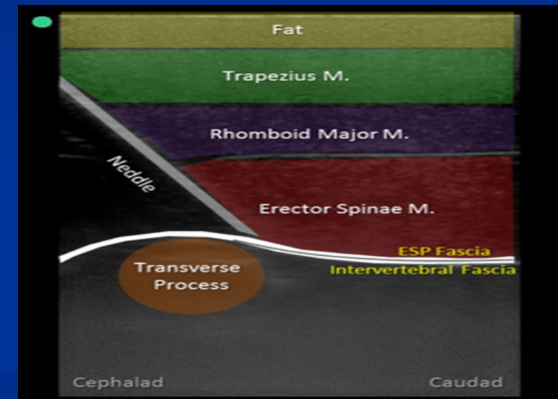 Fat
Trapezius M.
Rhomboid Major M.
Neddle
Erector Spinae M.
ESP Fascia
Transverse
Process
Intervertebral Fascia
Cephalad
Caudad